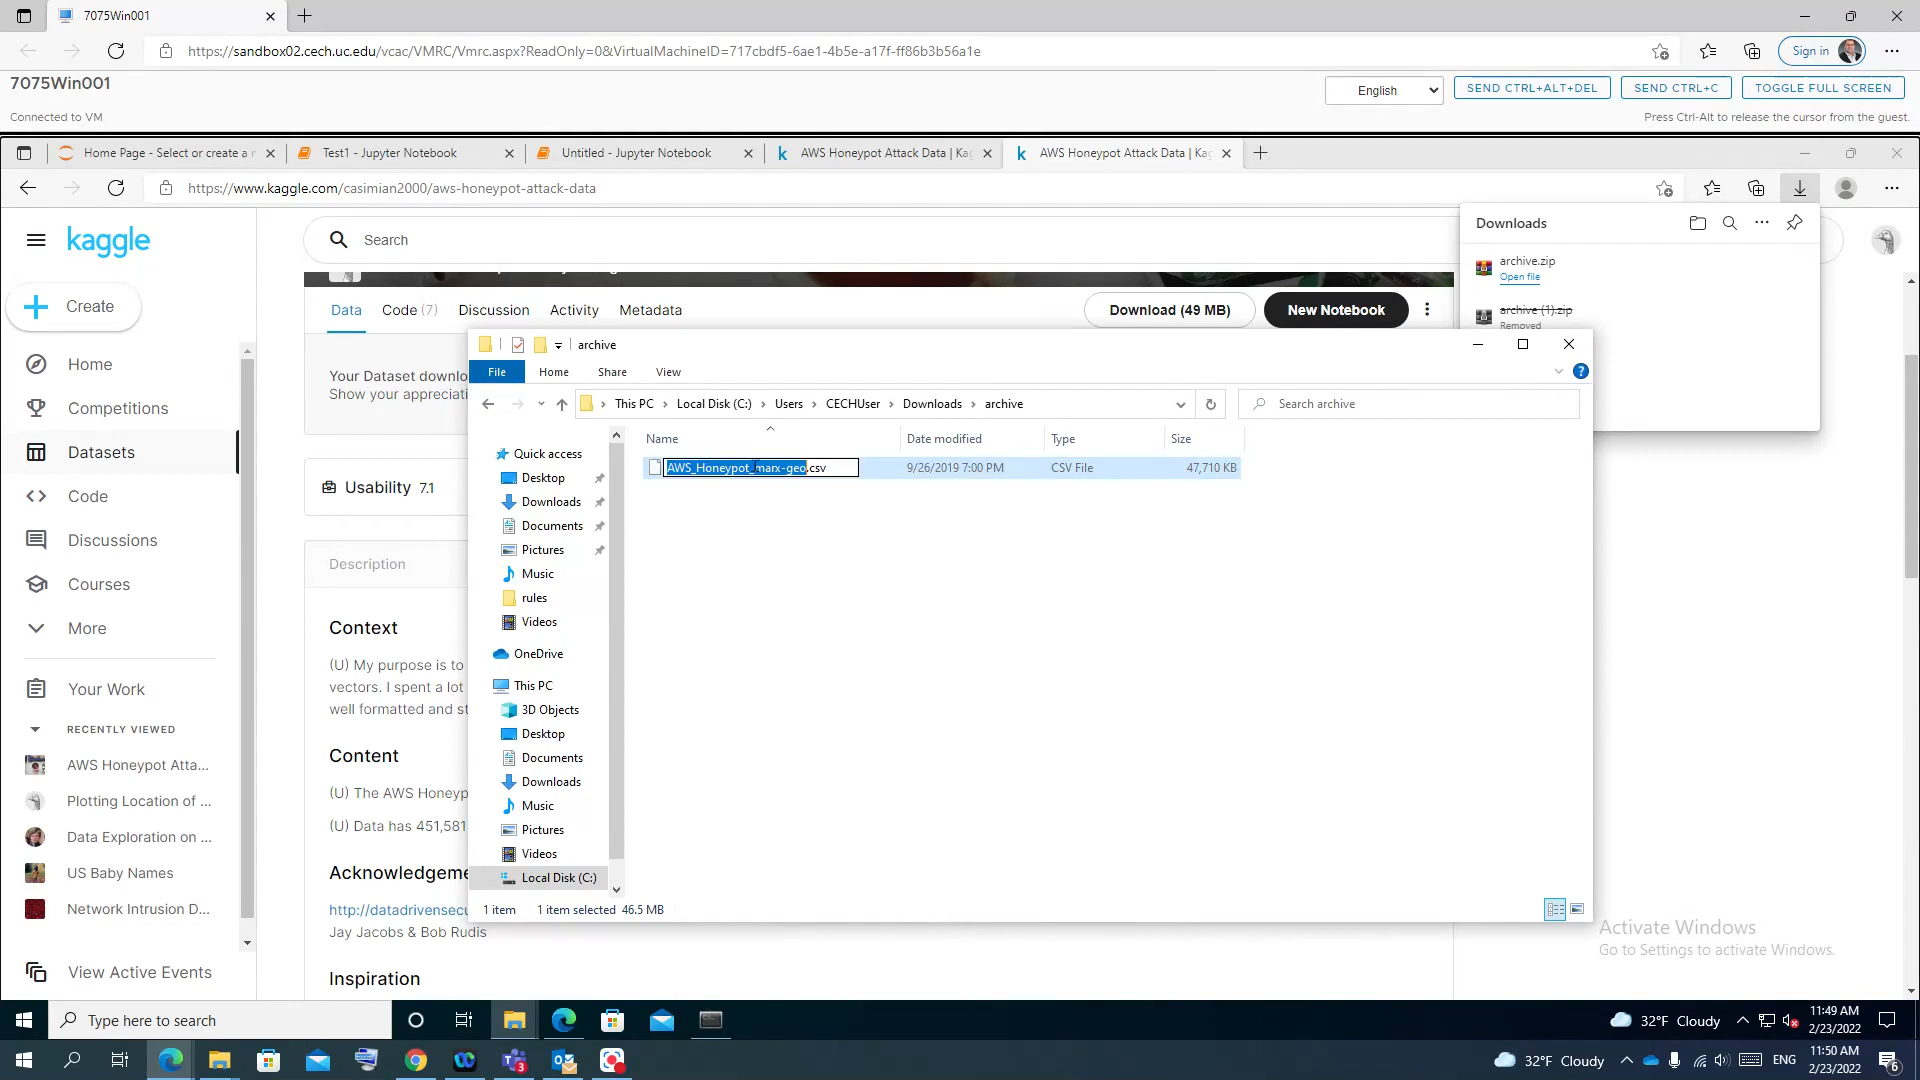 7075Win001
https://sandbox02.cech.uc.edu/vcac/VMRC/Vmrc.aspx?ReadOnly=0&VirtualMachineID=717cbdf5-6ae1-4b5e-a17f-ff86b3b56a1e
Sign in
7075Win001
English
SEND CTRL+ALT+DEL
SEND CTRL+C
TOGGLE FULL SCREEN
Connected to VM
Press Ctrl-Alt to release the cursor from the guest.
Home Page - Select or create a
Test1 - Jupyter Notebook
Untitled - Jupyter Notebook
AWS Honeypot Attack Data | Kag
AWS Honeypot Attack Data | Kag
https://www.kaggle.com/casimian2000/aws-honeypot-attack-data
kaggle
Search
Downloads
archive.zip
Open file
archive (1).zip
Removed
Create
Data
Code (7)
Discussion
Activity
Metadata
Download (49 MB)
New Notebook
Home
Competitions
Datasets
Code
Discussions
Courses
More
Your Work
RECENTLY VIEWED
AWS Honeypot Atta...
Plotting Location of ...
Data Exploration on ...
US Baby Names
Network Intrusion D...
View Active Events
Your Dataset downlo
Show your appreciati
Usability 7.1
Description
Context
(U) My purpose is to
vectors. I spent a lot
well formatted and st
Content
(U) The AWS Honeyp
(U) Data has 451,581
Acknowledgeme
http://datadrivensecu
Jay Jacobs & Bob Rudis
Inspiration
archive
File
Home
Share
View
This PC
Local Disk (C:)
Users
CECHUser
Downloads
archive
Search archive
Name
Date modified
Type
Size
AWS_Honeypot_marx-geo.csv
9/26/2019 7:00 PM
CSV File
47,710 KB
Quick access
Desktop
Downloads
Documents
Pictures
Music
rules
Videos
OneDrive
This PC
3D Objects
Desktop
Documents
Downloads
Music
Pictures
Videos
Local Disk (C:)
1 item
1 item selected 46.5 MB
Activate Windows
Go to Settings to activate Windows.
Type here to search
32°F Cloudy
11:49 AM
2/23/2022
32°F Cloudy
ENG
11:50 AM
2/23/2022
6